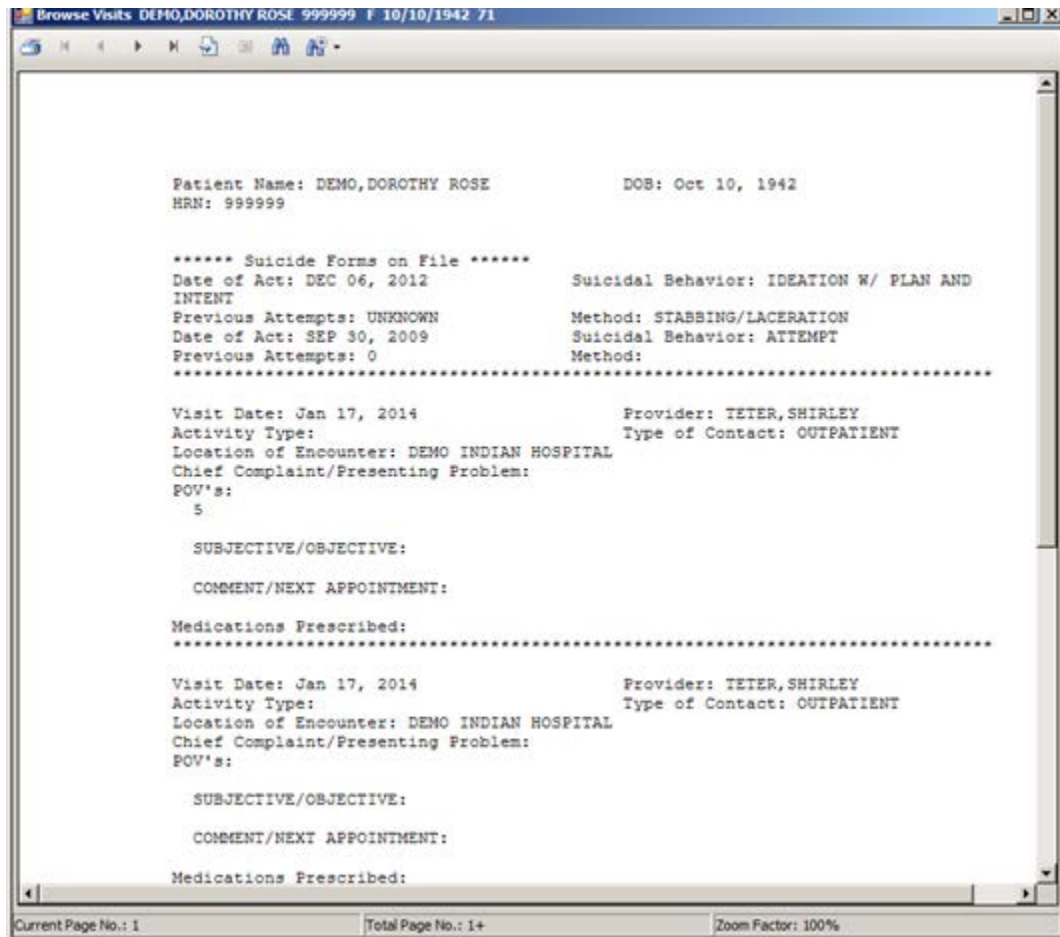 Browse Visits DEMO,DOROTHY ROSE 999999 F 10/10/1942 71
Patient Name: DEMO,DOROTHY ROSE DOB: Oct 10, 1942
HRN: 999999
****** Suicide Forms on File ******
Date of Act: DEC 06, 2012 Suicidal Behavior: IDEATION W/ PLAN AND
INTENT
Previous Attempts: UNKNOWN Method: STABBING/LACERATION
Date of Act: SEP 30, 2009 Suicidal Behavior: ATTEMPT
Previous Attempts: 0 Method:
********************************************************************************
Visit Date: Jan 17, 2014 Provider: TETER,SHIRLEY
Activity Type: Type of Contact: OUTPATIENT
Location of Encounter: DEMO INDIAN HOSPITAL
Chief Complaint/Presenting Problem:
POV's:
5
SUBJECTIVE/OBJECTIVE:
COMMENT/NEXT APPOINTMENT:
Medications Prescribed:
********************************************************************************
Visit Date: Jan 17, 2014 Provider: TETER,SHIRLEY
Activity Type: Type of Contact: OUTPATIENT
Location of Encounter: DEMO INDIAN HOSPITAL
Chief Complaint/Presenting Problem:
POV's:
SUBJECTIVE/OBJECTIVE:
COMMENT/NEXT APPOINTMENT:
Medications Prescribed:
Current Page No.: 1 Total Page No.: 1+ Zoom Factor: 100%